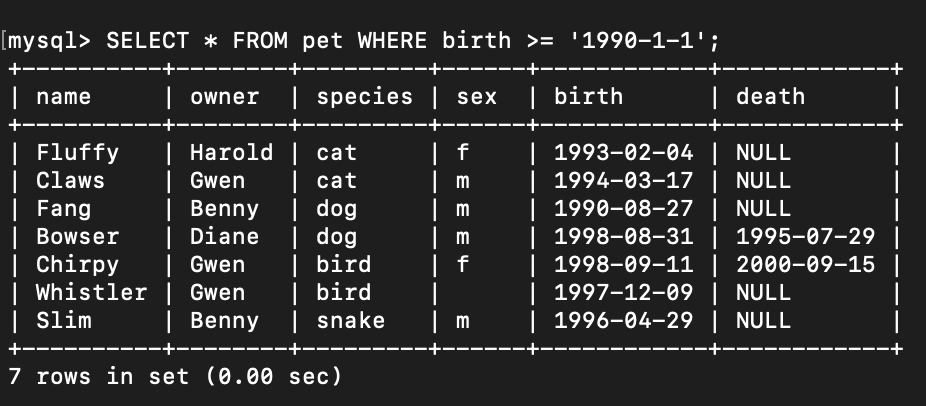 [mysql> SELECT * FROM pet WHERE birth >= '1990-1-1';
+----------+--------+---------+------+------------+------------+
| name     | owner  | species | sex  | birth      | death      |
+----------+--------+---------+------+------------+------------+
| Fluffy   | Harold | cat     | f    | 1993-02-04 | NULL       |
| Claws    | Gwen   | cat     | m    | 1994-03-17 | NULL       |
| Fang     | Benny  | dog     | m    | 1990-08-27 | NULL       |
| Bowser   | Diane  | dog     | m    | 1998-08-31 | 1995-07-29 |
| Chirpy   | Gwen   | bird    | f    | 1998-09-11 | 2000-09-15 |
| Whistler | Gwen   | bird    |      | 1997-12-09 | NULL       |
| Slim     | Benny  | snake   | m    | 1996-04-29 | NULL       |
+----------+--------+---------+------+------------+------------+
7 rows in set (0.00 sec)